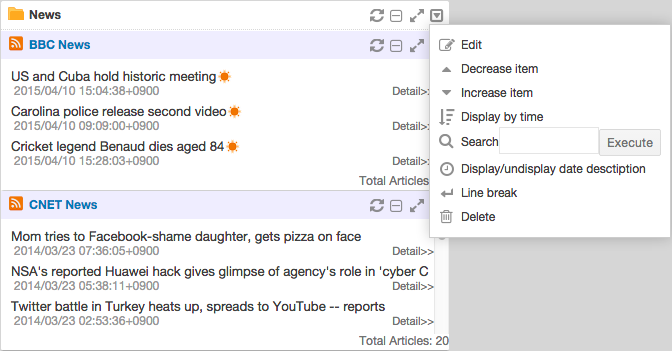 News
BBC News
US and Cuba hold historic meeting
2015/04/10 15:04:38+0900
Detail>>
Carolina police release second video
2015/04/10 09:09:00+0900
Detail>>
Cricket legend Benaud dies aged 84
2015/04/10 15:28:03+0900
Detail>>
Total Articles
CNET News
Mom tries to Facebook-shame daughter, gets pizza on face
2014/03/23 07:36:05+0900
Detail>>
NSA's reported Huawei hack gives glimpse of agency's role in 'cyber C
2014/03/23 05:38:11+0900
Detail>>
Twitter battle in Turkey heats up, spreads to YouTube -- reports
2014/03/23 02:53:36+0900
Detail>>
Total Articles: 20
Edit
Decrease item
Increase item
Display by time
Search Execute
Display/undisplay date desctiption
Line break
Delete